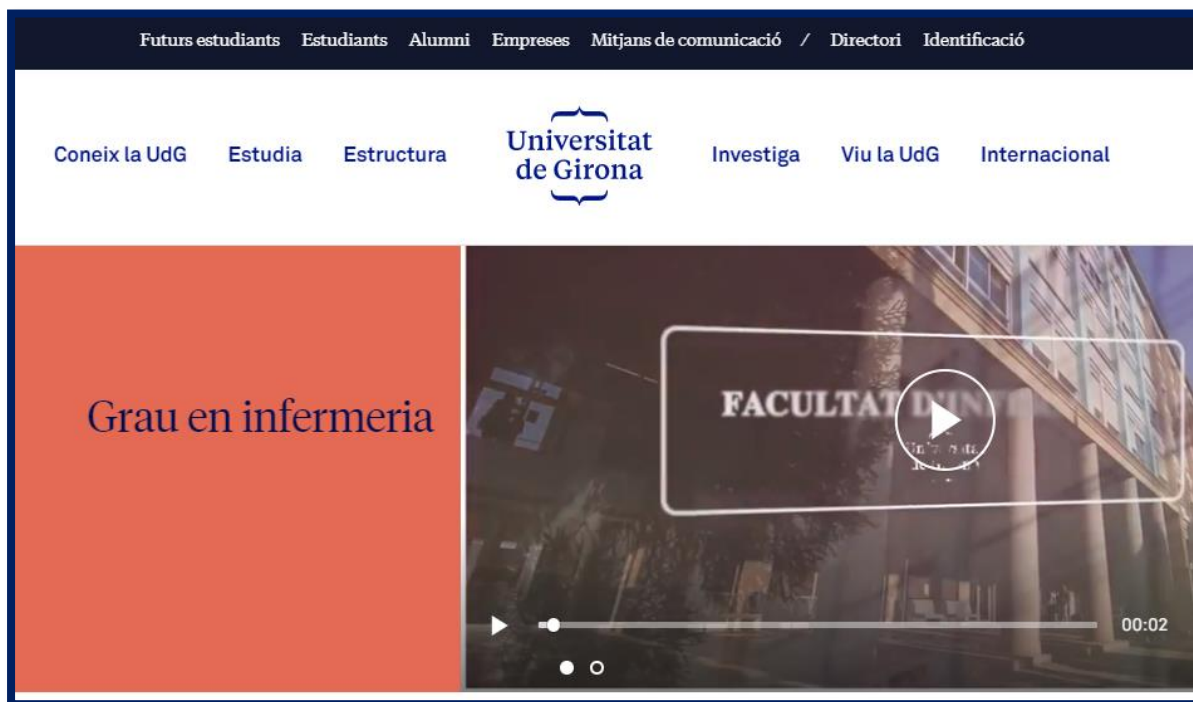 Futurs estudiants Estudiants Alumni Empreses Mitjans de comunicació / Directori Identificació
Coneix la UdG Estudia Estructura
Universitat
de Girona
Investiga Viu la UdG Internacional
Grau en infermeria
FACULTAT
00:02